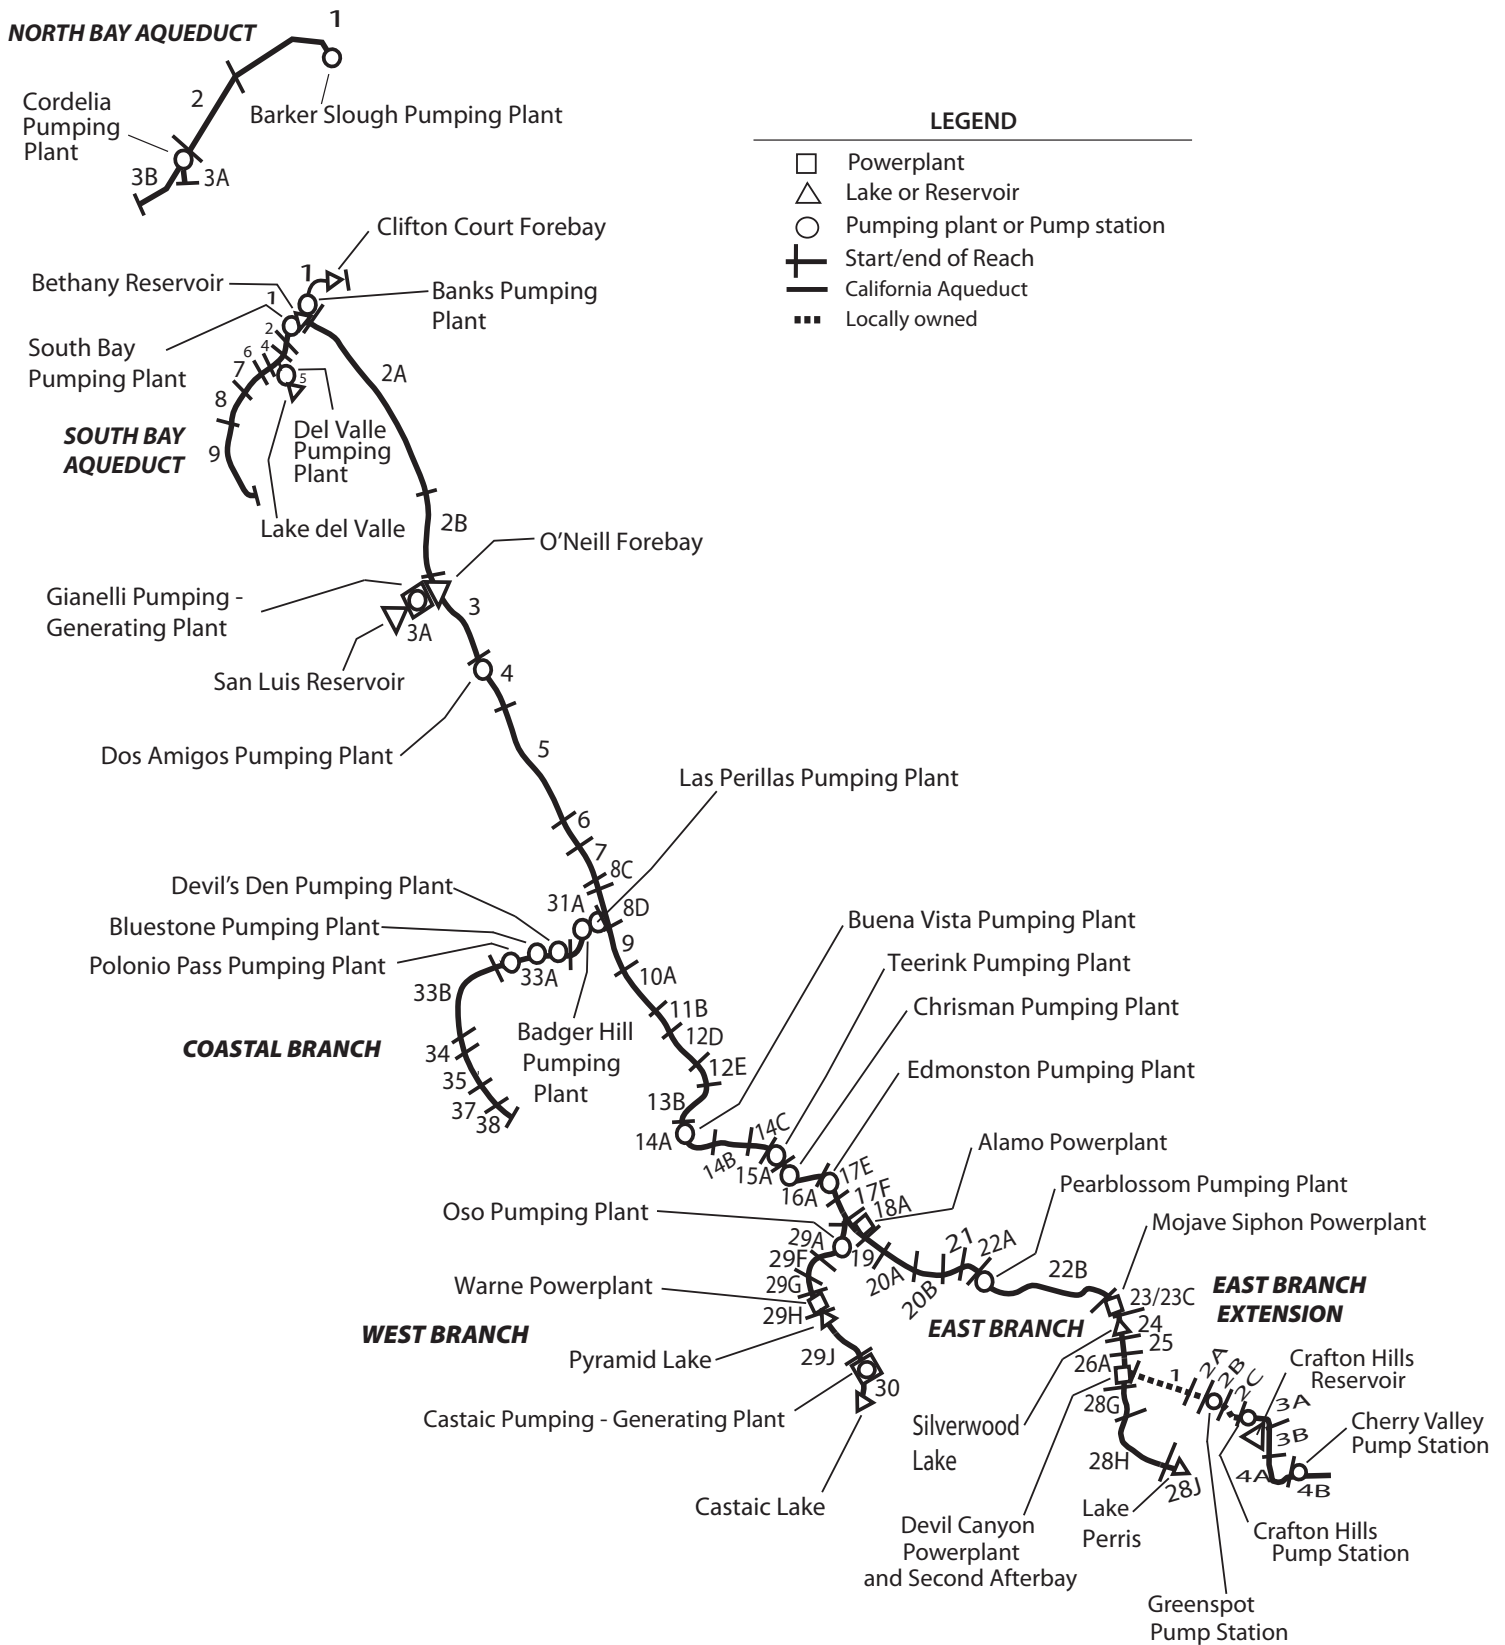 NORTH BAY AQUEDUCT
1
2
Cordelia
Pumping
Plant
Barker Slough Pumping Plant
3B
3A
LEGEND
Powerplant
Lake or Reservoir
Pumping plant or Pump station
Start/end of Reach
California Aqueduct
Locally owned
Clifton Court Forebay
Bethany Reservoir
1
Banks Pumping
Plant
1
2
South Bay
Pumping Plant
4
6
7
5
8
9
2A
SOUTH BAY
AQUEDUCT
Del Valle
Pumping
Plant
Lake del Valle
2B
O’Neill Forebay
Gianelli Pumping -
Generating Plant
3
3A
San Luis Reservoir
4
Dos Amigos Pumping Plant
5
Las Perillas Pumping Plant
6
7
8C
Devil’s Den Pumping Plant
31A
8D
Bluestone Pumping Plant
Polonio Pass Pumping Plant
9
33A
10A
33B
11B
Badger Hill
Pumping
Plant
12D
COASTAL BRANCH
34
35
37
38
12E
13B
14A
14B
14C
15A
16A
17E
17F
18A
Buena Vista Pumping Plant
Teerink Pumping Plant
Chrisman Pumping Plant
Edmonston Pumping Plant
Alamo Powerplant
Pearblossom Pumping Plant
Mojave Siphon Powerplant
Oso Pumping Plant
29A
29F
19
20A
20B
21
22A
22B
29G
Warne Powerplant
29H
23/23C
EAST BRANCH
EXTENSION
WEST BRANCH
EAST BRANCH
24
25
Pyramid Lake
29J
26A
1
2A
2B
2C
Crafton Hills
Reservoir
30
Castaic Pumping - Generating Plant
28G
3A
3B
Silverwood
Lake
Cherry Valley
Pump Station
28H
28J
4A
4B
Castaic Lake
Lake
Perris
Devil Canyon
Powerplant
and Second Afterbay
Crafton Hills
Pump Station
Greenspot
Pump Station